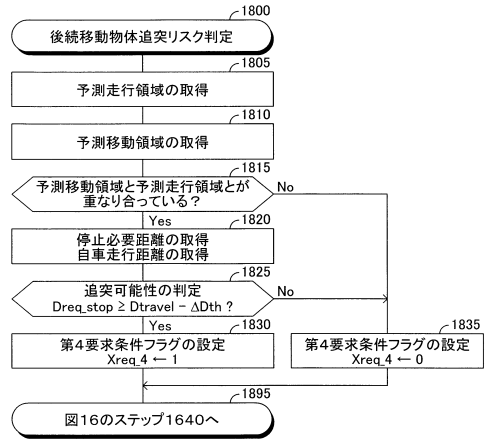 1800
後続移動物体追突リスク判定
1805
予測走行領域の取得
1810
予測移動領域の取得
1815
予測移動領域と予測走行領域とが
重なり合っている?
No
Yes
1820
停止必要距離の取得
自車走行距離の取得
1825
追突可能性の判定
Dreq_stop ≥ Dtravel − ΔDth ?
No
Yes
1830
第4要求条件フラグの設定
Xreq_4 ← 1
1835
第4要求条件フラグの設定
Xreq_4 ← 0
1895
図16のステップ1640へ